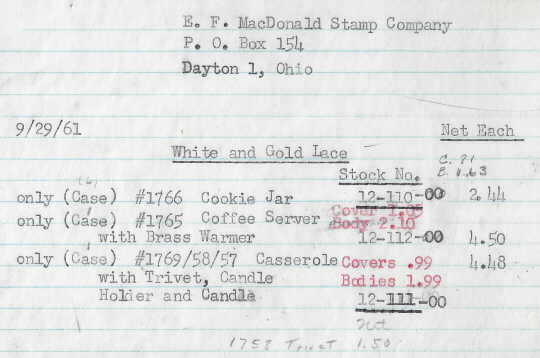 E. F. MacDonald Stamp Company
P. O. Box 154
Dayton 1, Ohio
9/29/61 Net Each
White and Gold Lace
Stock No. C. .81
B. 1.63
only (Case) #1766 Cookie Jar 12-110-00 2.44
Cover 1.05
only (Case) #1765 Coffee Server Body 2.10
with Brass Warmer 12-112-00 4.50
only (Case) #1769/58/57 Casserole Covers .99 4.48
with Trivet, Candle Bodies 1.99
Holder and Candle 12-111-00
Net
1758 Trivet 1.50